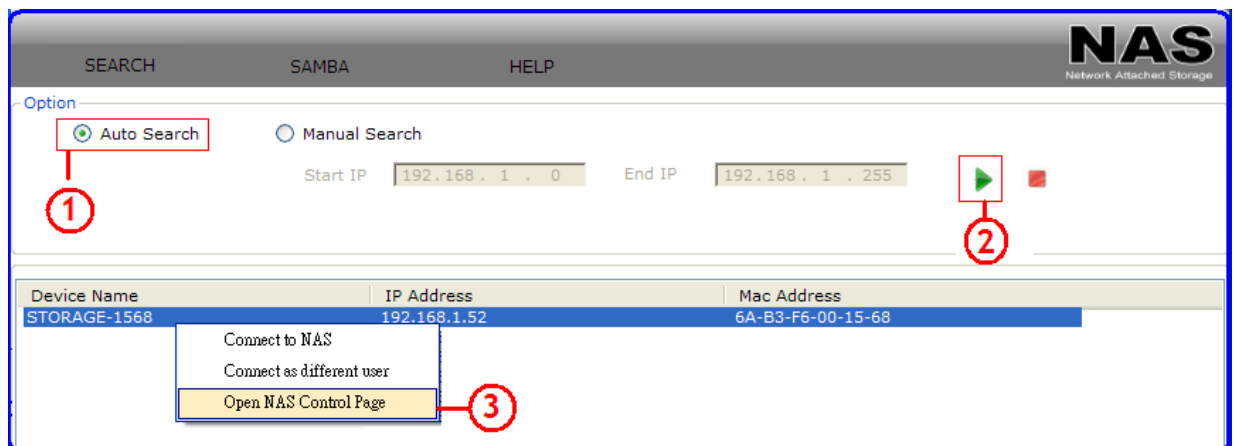 NAS
Network Attached Storage
SEARCH SAMBA HELP
Option
Auto Search Manual Search
Start IP 192.168. 1 . 0 End IP 192.168. 1 . 255
1
2
Device Name IP Address Mac Address
STORAGE-1568 192.168.1.52 6A-B3-F6-00-15-68
Connect to NAS
Connect as different user
Open NAS Control Page
3